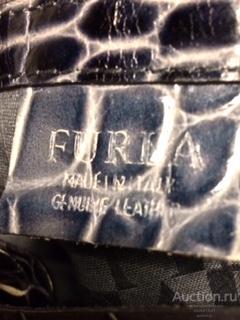 FURLA
MADE IN ITALY
GENUINE LEATHER
Auction.ru